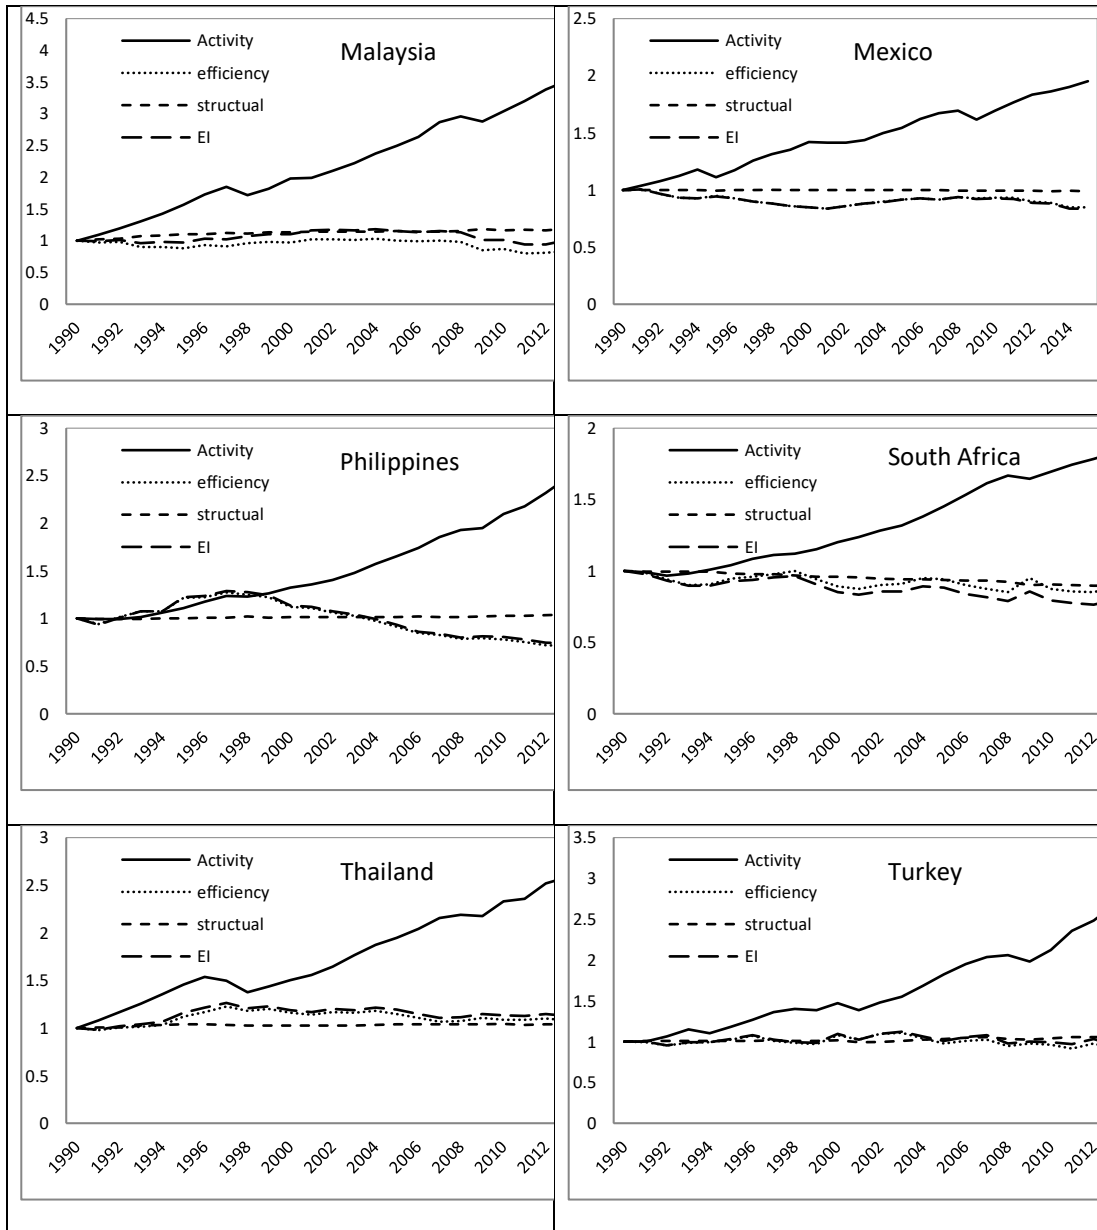 4.5
4
3.5
3
2.5
2
1.5
1
0.5
0
Activity
efficiency
structual
EI
Malaysia
1990 1992 1994 1996 1998 2000 2002 2004 2006 2008 2010 2012
2.5
2
1.5
1
0.5
0
Activity
efficiency
structual
EI
Mexico
1990 1992 1994 1996 1998 2000 2002 2004 2006 2008 2010 2012 2014
3
2.5
2
1.5
1
0.5
0
Activity
efficiency
structual
EI
Philippines
1990 1992 1994 1996 1998 2000 2002 2004 2006 2008 2010 2012
2
1.5
1
0.5
0
Activity
efficiency
structual
EI
South Africa
1990 1992 1994 1996 1998 2000 2002 2004 2006 2008 2010 2012
3
2.5
2
1.5
1
0.5
0
Activity
efficiency
structual
EI
Thailand
1990 1992 1994 1996 1998 2000 2002 2004 2006 2008 2010 2012
3.5
3
2.5
2
1.5
1
0.5
0
Activity
efficiency
structual
EI
Turkey
1990 1992 1994 1996 1998 2000 2002 2004 2006 2008 2010 2012